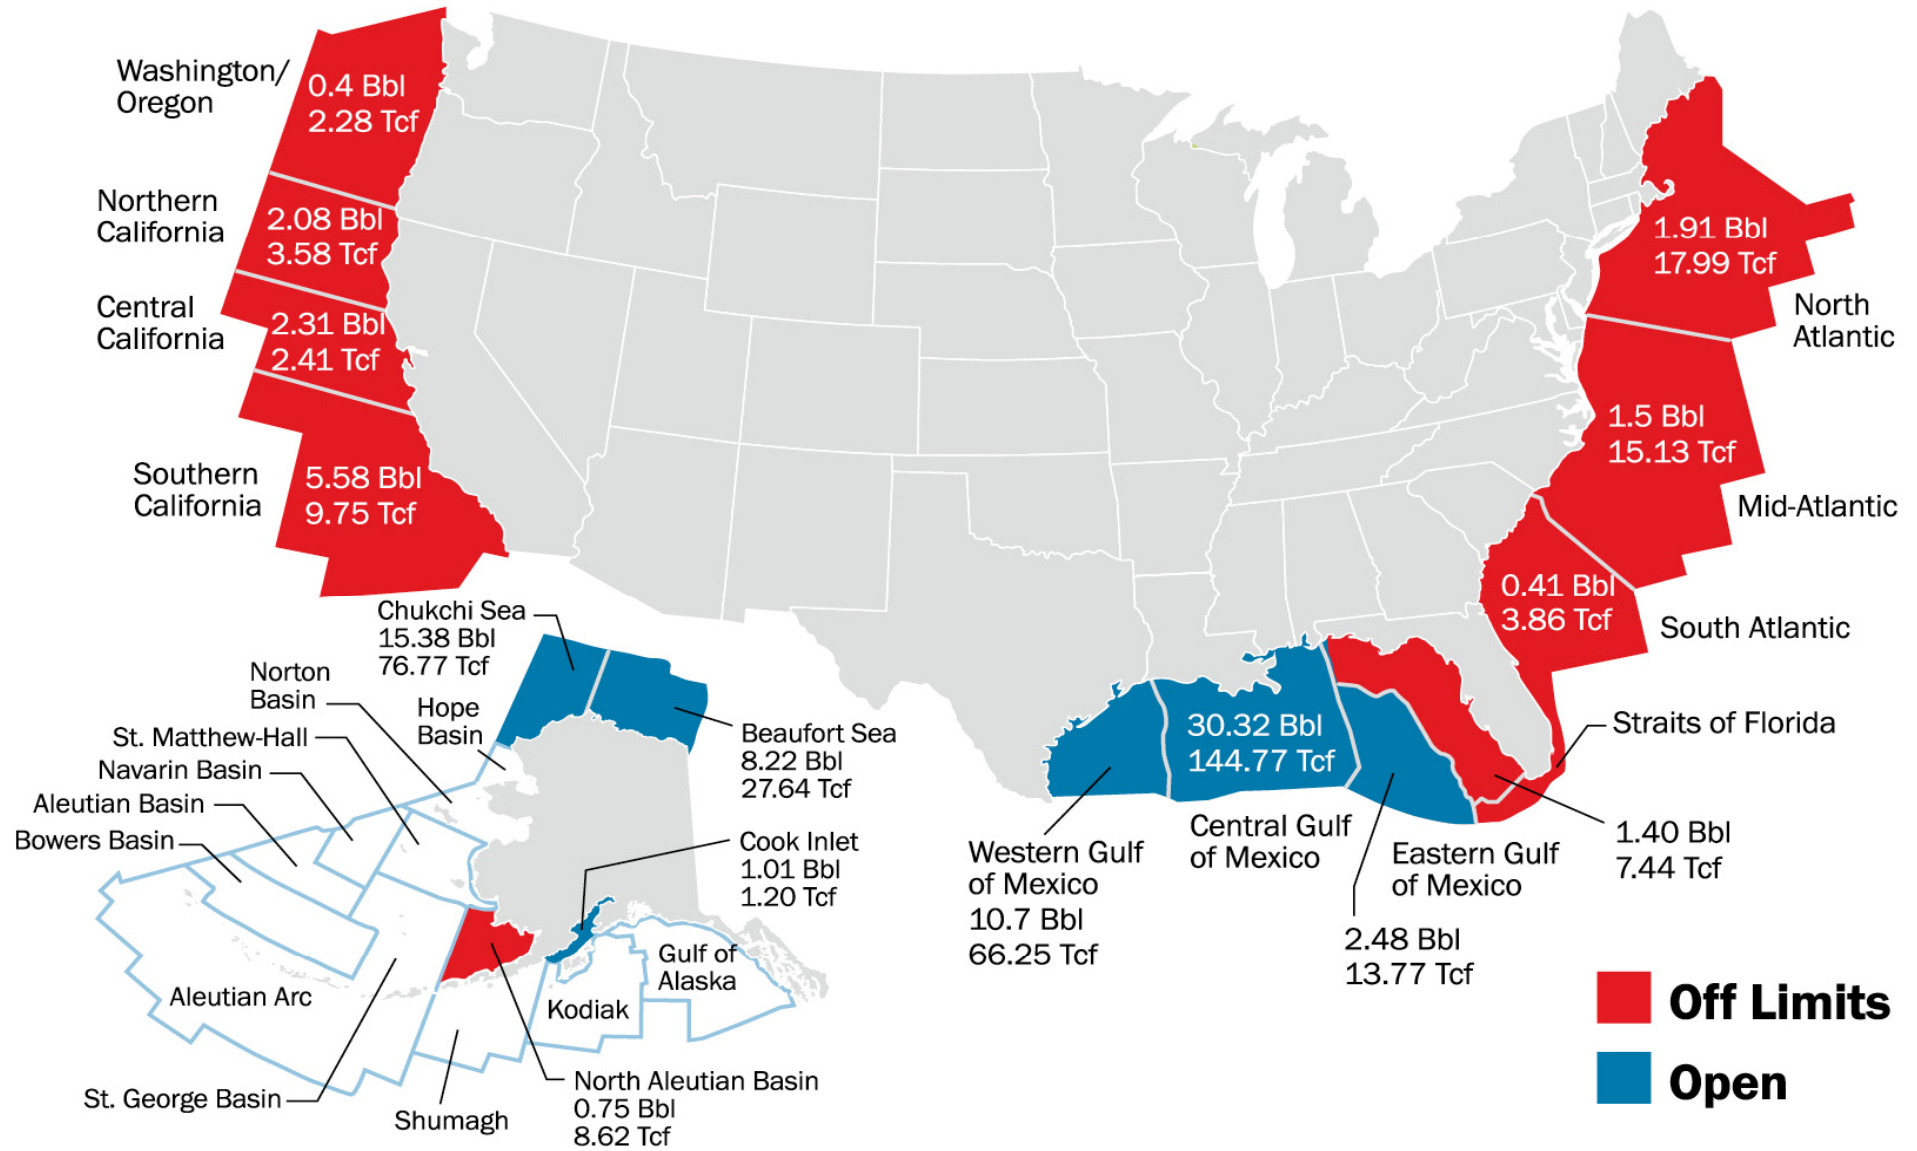 Washington/
Oregon
0.4 Bbl
2.28 Tcf
Northern
California
2.08 Bbl
3.58 Tcf
Central
California
2.31 Bbl
2.41 Tcf
Southern
California
5.58 Bbl
9.75 Tcf
1.91 Bbl
17.99 Tcf
North
Atlantic
1.5 Bbl
15.13 Tcf
Mid-Atlantic
0.41 Bbl
3.86 Tcf
South Atlantic
Straits of Florida
1.40 Bbl
7.44 Tcf
30.32 Bbl
144.77 Tcf
Central Gulf
of Mexico
Western Gulf
of Mexico
10.7 Bbl
66.25 Tcf
Eastern Gulf
of Mexico
2.48 Bbl
13.77 Tcf
Chukchi Sea
15.38 Bbl
76.77 Tcf
Norton
Basin
Hope
Basin
St. Matthew-Hall
Navarin Basin
Aleutian Basin
Bowers Basin
Beaufort Sea
8.22 Bbl
27.64 Tcf
Cook Inlet
1.01 Bbl
1.20 Tcf
Gulf of
Alaska
Kodiak
Aleutian Arc
St. George Basin
Shumagh
North Aleutian Basin
0.75 Bbl
8.62 Tcf
Off Limits
Open